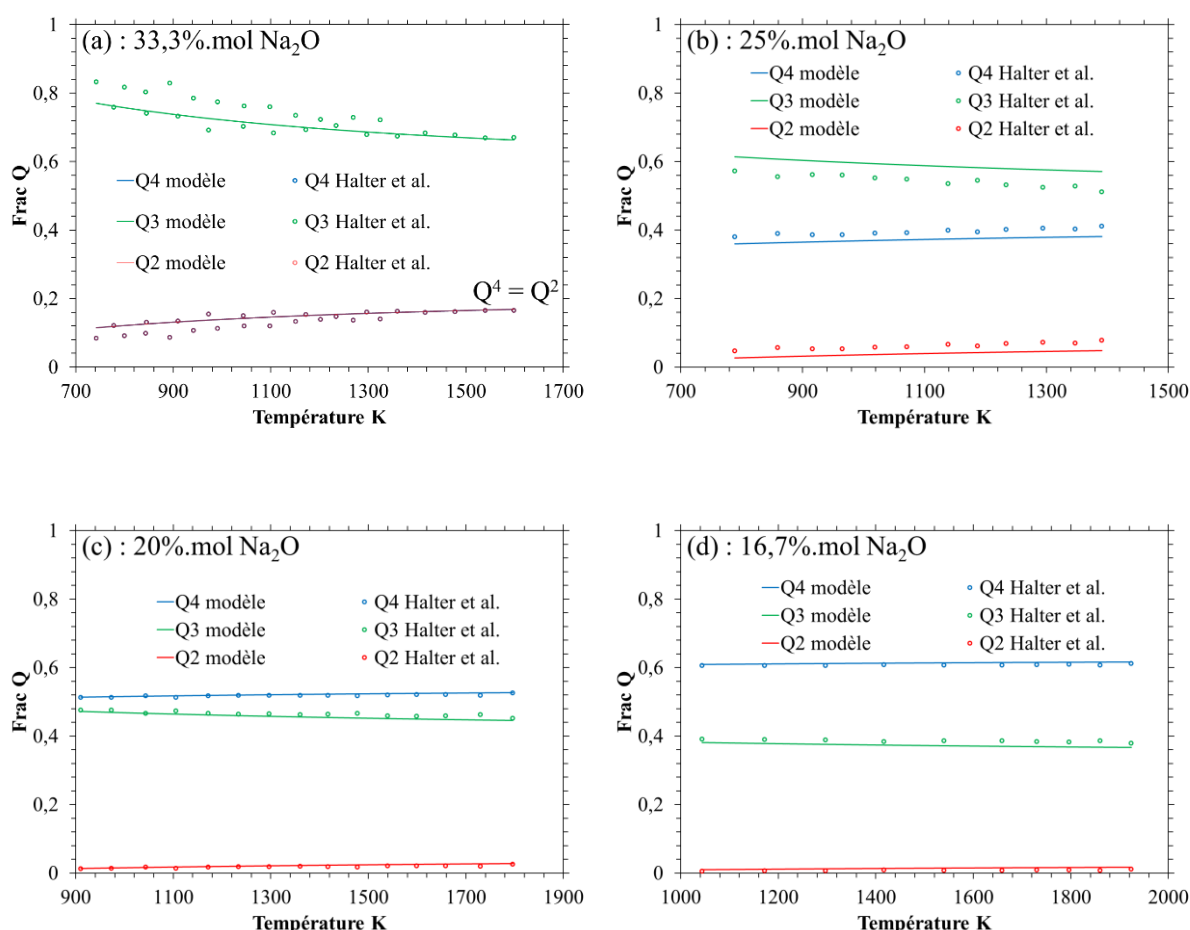 (a) : 33,3%.mol Na₂O
1
0,8
0,6
0,4
0,2
0
Frac Q
Q4 modèle Q4 Halter et al.
Q3 modèle Q3 Halter et al.
Q2 modèle Q2 Halter et al.
Q⁴ = Q²
700 900 1100 1300 1500 1700
Température K
(b) : 25%.mol Na₂O
1
0,8
0,6
0,4
0,2
0
Frac Q
Q4 modèle Q4 Halter et al.
Q3 modèle Q3 Halter et al.
Q2 modèle Q2 Halter et al.
700 900 1100 1300 1500
Température K
(c) : 20%.mol Na₂O
1
0,8
0,6
0,4
0,2
0
Frac Q
Q4 modèle Q4 Halter et al.
Q3 modèle Q3 Halter et al.
Q2 modèle Q2 Halter et al.
900 1100 1300 1500 1700 1900
Température K
(d) : 16,7%.mol Na₂O
1
0,8
0,6
0,4
0,2
0
Frac Q
Q4 modèle Q4 Halter et al.
Q3 modèle Q3 Halter et al.
Q2 modèle Q2 Halter et al.
1000 1200 1400 1600 1800 2000
Température K